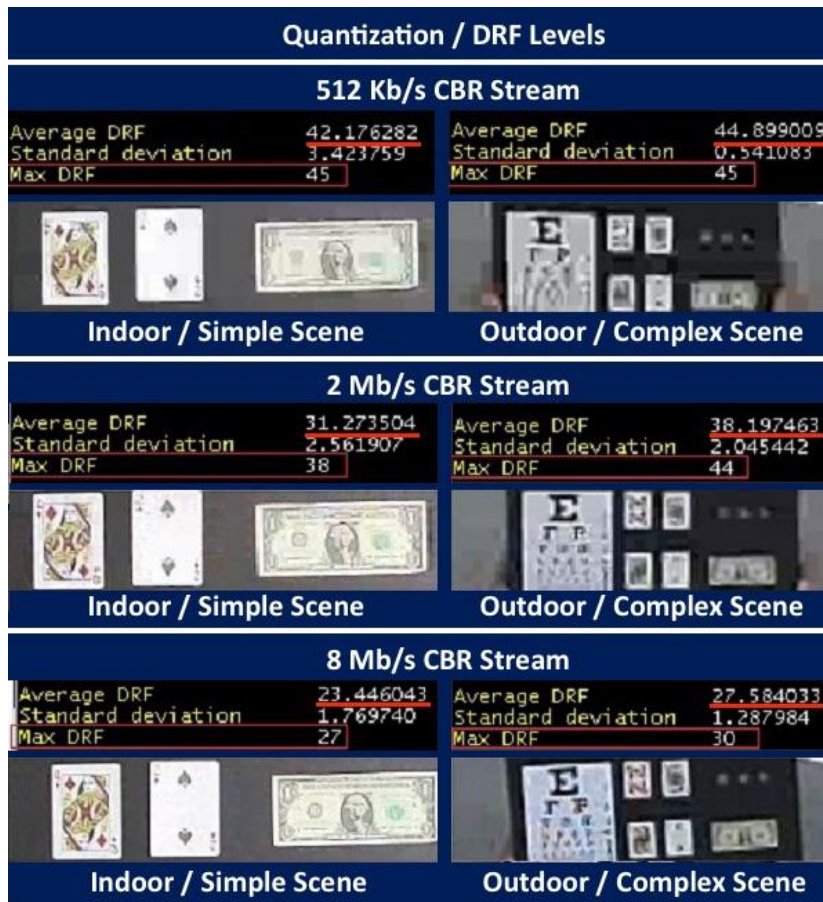 Quantization / DRF Levels
512 Kb/s CBR Stream
Average DRF 42.176282
Standard deviation 3.423759
Max DRF 45
Average DRF 44.899009
Standard deviation 0.541083
Max DRF 45
E
Indoor / Simple Scene
Outdoor / Complex Scene
2 Mb/s CBR Stream
Average DRF 31.273504
Standard deviation 2.561907
Max DRF 38
Average DRF 38.197463
Standard deviation 2.045442
Max DRF 44
E
Indoor / Simple Scene
Outdoor / Complex Scene
8 Mb/s CBR Stream
Average DRF 23.446043
Standard deviation 1.769740
Max DRF 27
Average DRF 27.584033
Standard deviation 1.287984
Max DRF 30
E
Indoor / Simple Scene
Outdoor / Complex Scene